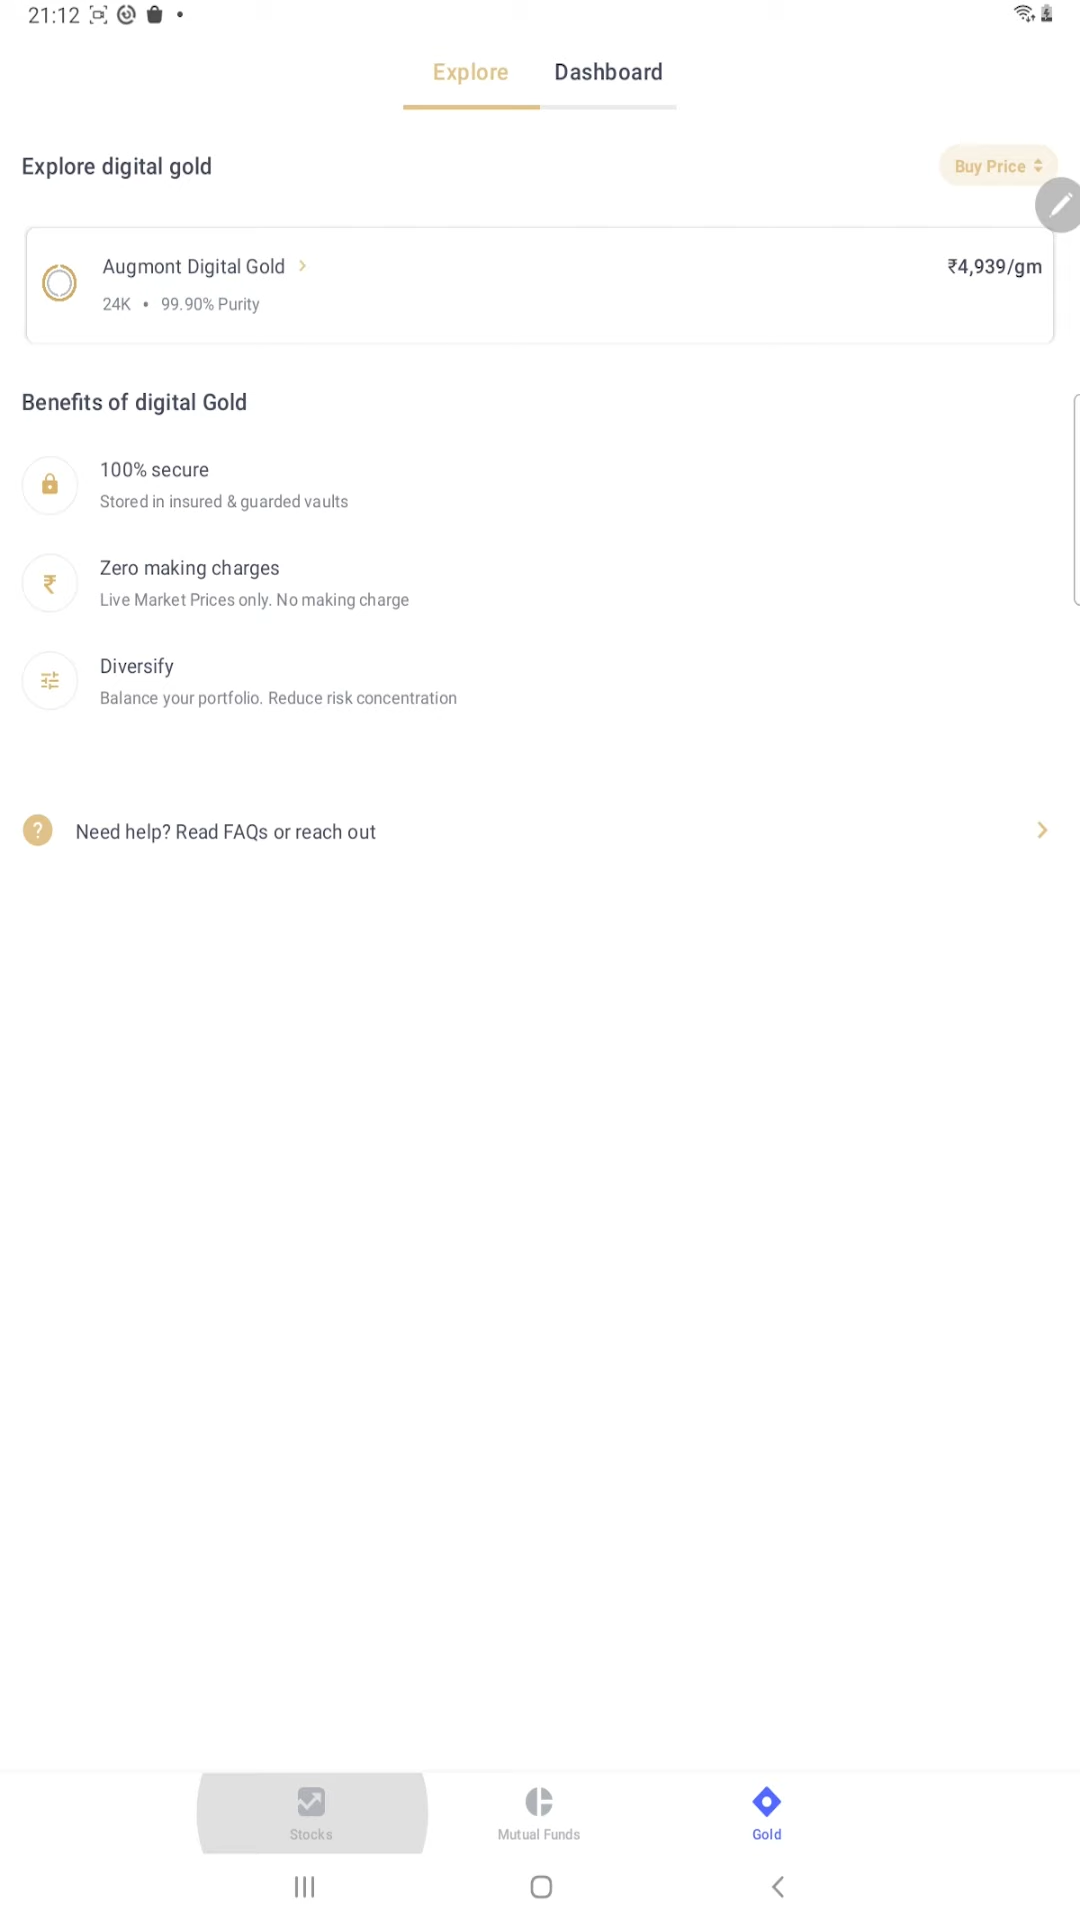 21:12
Explore Dashboard
Explore digital gold
Buy Price
Augmont Digital Gold
₹4,939/gm
24K • 99.90% Purity
Benefits of digital Gold
100% secure
Stored in insured & guarded vaults
₹
Zero making charges
Live Market Prices only. No making charge
Diversify
Balance your portfolio. Reduce risk concentration
? Need help? Read FAQs or reach out
Stocks Mutual Funds Gold